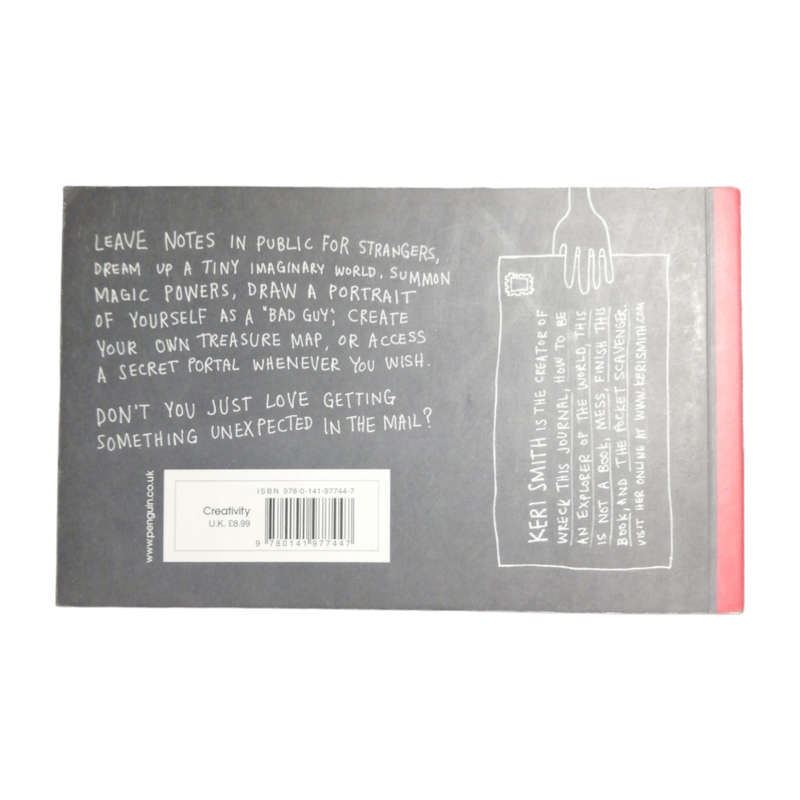 LEAVE NOTES IN PUBLIC FOR STRANGERS,
DREAM UP A TINY IMAGINARY WORLD, SUMMON
MAGIC POWERS, DRAW A PORTRAIT
OF YOURSELF AS A "BAD GUY", CREATE
YOUR OWN TREASURE MAP, OR ACCESS
A SECRET PORTAL WHENEVER YOU WISH.
DON'T YOU JUST LOVE GETTING
SOMETHING UNEXPECTED IN THE MAIL?
www.penguin.co.uk
ISBN 978-0-141-97744-7
Creativity
U.K. £8.99
9 780141 977447
KERI SMITH IS THE CREATOR OF
WRECK THIS JOURNAL, HOW TO BE
AN EXPLORER OF THE WORLD, THIS
IS NOT A BOOK, MESS, FINISH THIS
BOOK, AND THE POCKET SCAVENGER.
VISIT HER ONLINE AT WWW.KERISMITH.COM